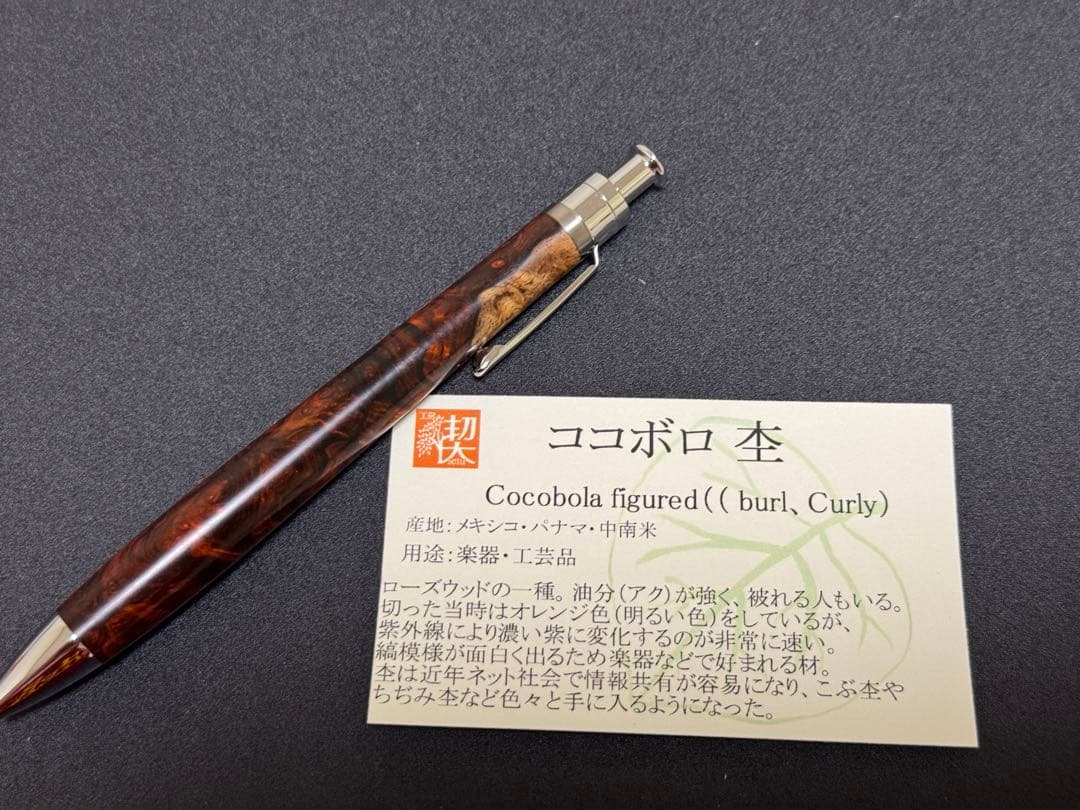 工房
契
ココボロ 杢
Cocobola figured(( burl、Curly)
産地：メキシコ・パナマ・中南米
用途：楽器・工芸品
ローズウッドの一種。油分（アク）が強く、被れる人もいる。
切った当時はオレンジ色（明るい色）をしているが、
紫外線により濃い紫に変化するのが非常に速い。
縞模様が面白く出るため楽器などで好まれる材。
杢は近年ネット社会で情報共有が容易になり、こぶ杢や
ちぢみ杢など色々と手に入るようになった。